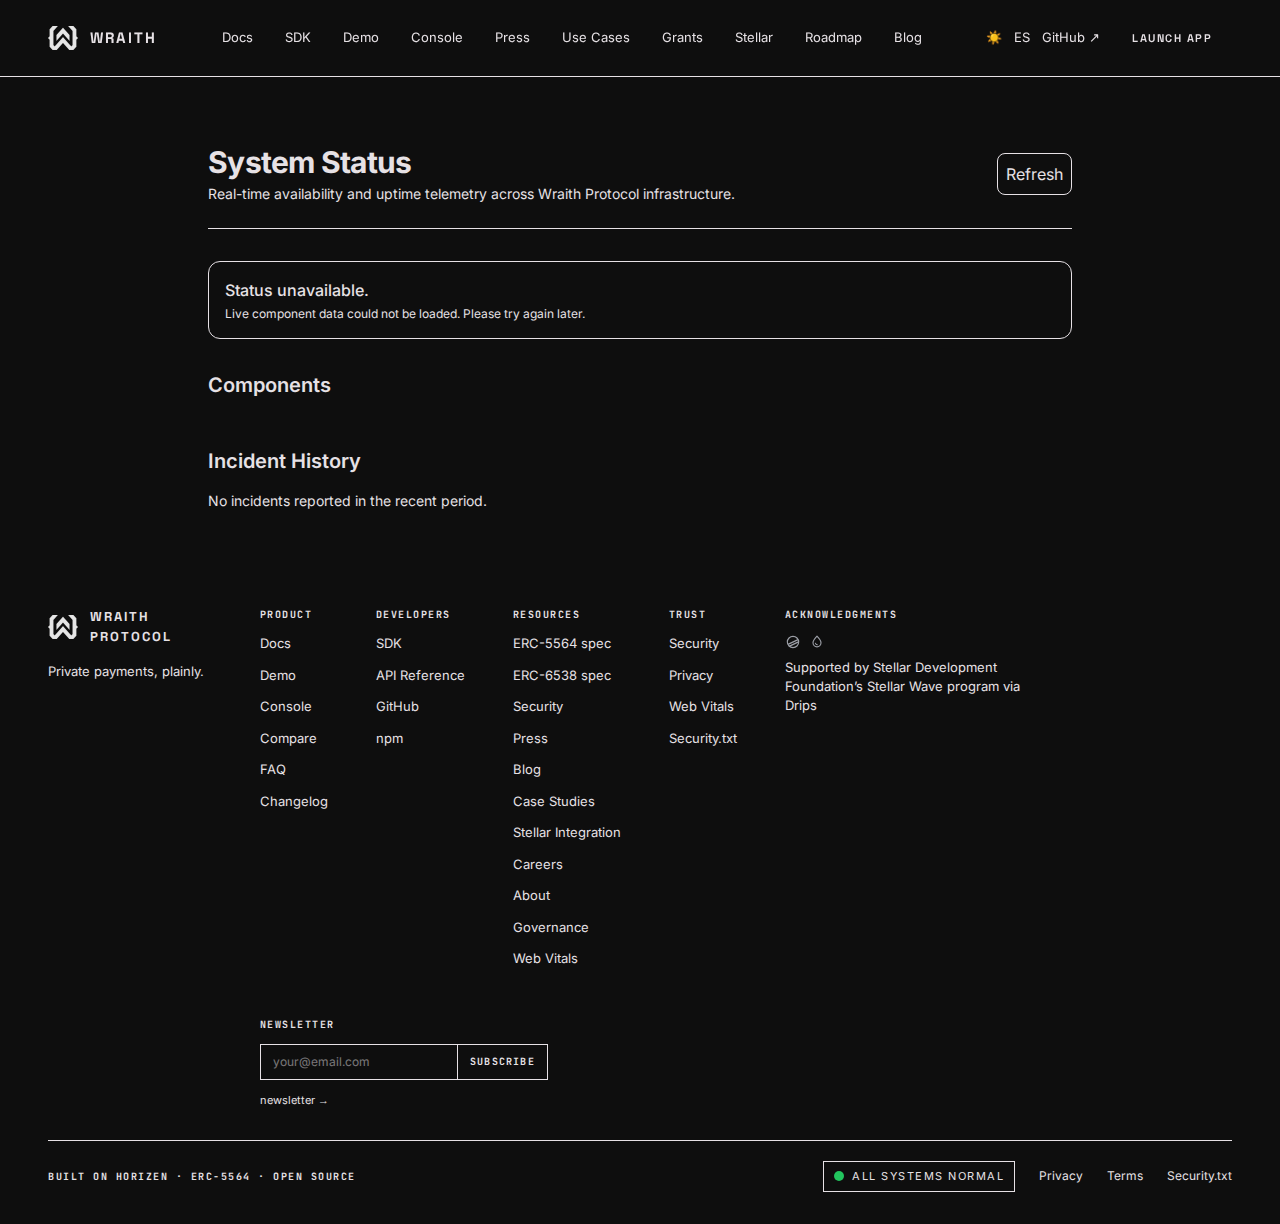 WRAITH
Docs SDK Demo Console Press Use Cases Grants Stellar Roadmap Blog ES GitHub ↗ LAUNCH APP
System Status
Real-time availability and uptime telemetry across Wraith Protocol infrastructure.
Refresh
Status unavailable.
Live component data could not be loaded. Please try again later.
Components
Incident History
No incidents reported in the recent period.
WRAITH
PROTOCOL
Private payments, plainly.
PRODUCT
Docs
Demo
Console
Compare
FAQ
Changelog
DEVELOPERS
SDK
API Reference
GitHub
npm
RESOURCES
ERC-5564 spec
ERC-6538 spec
Security
Press
Blog
Case Studies
Stellar Integration
Careers
About
Governance
Web Vitals
TRUST
Security
Privacy
Web Vitals
Security.txt
ACKNOWLEDGMENTS
Supported by Stellar Development
Foundation's Stellar Wave program via
Drips
NEWSLETTER
your@email.com SUBSCRIBE
newsletter →
BUILT ON HORIZEN · ERC-5564 · OPEN SOURCE
ALL SYSTEMS NORMAL Privacy Terms Security.txt